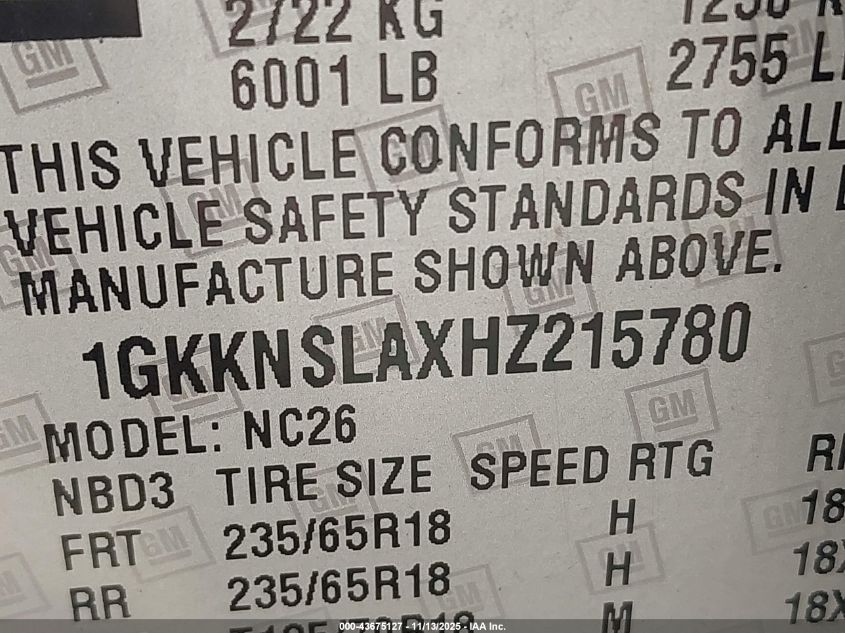 2722 KG
6001 LB 2755 L
THIS VEHICLE CONFORMS TO ALL
VEHICLE SAFETY STANDARDS IN
MANUFACTURE SHOWN ABOVE.
1GKKNSLAXHZ215780
MODEL: NC26
NBD3 TIRE SIZE SPEED RTG
FRT 235/65R18 H 18
RR 235/65R18 H 18X
M 18X
000-43675127 - 11/13/2025 - IAA Inc.